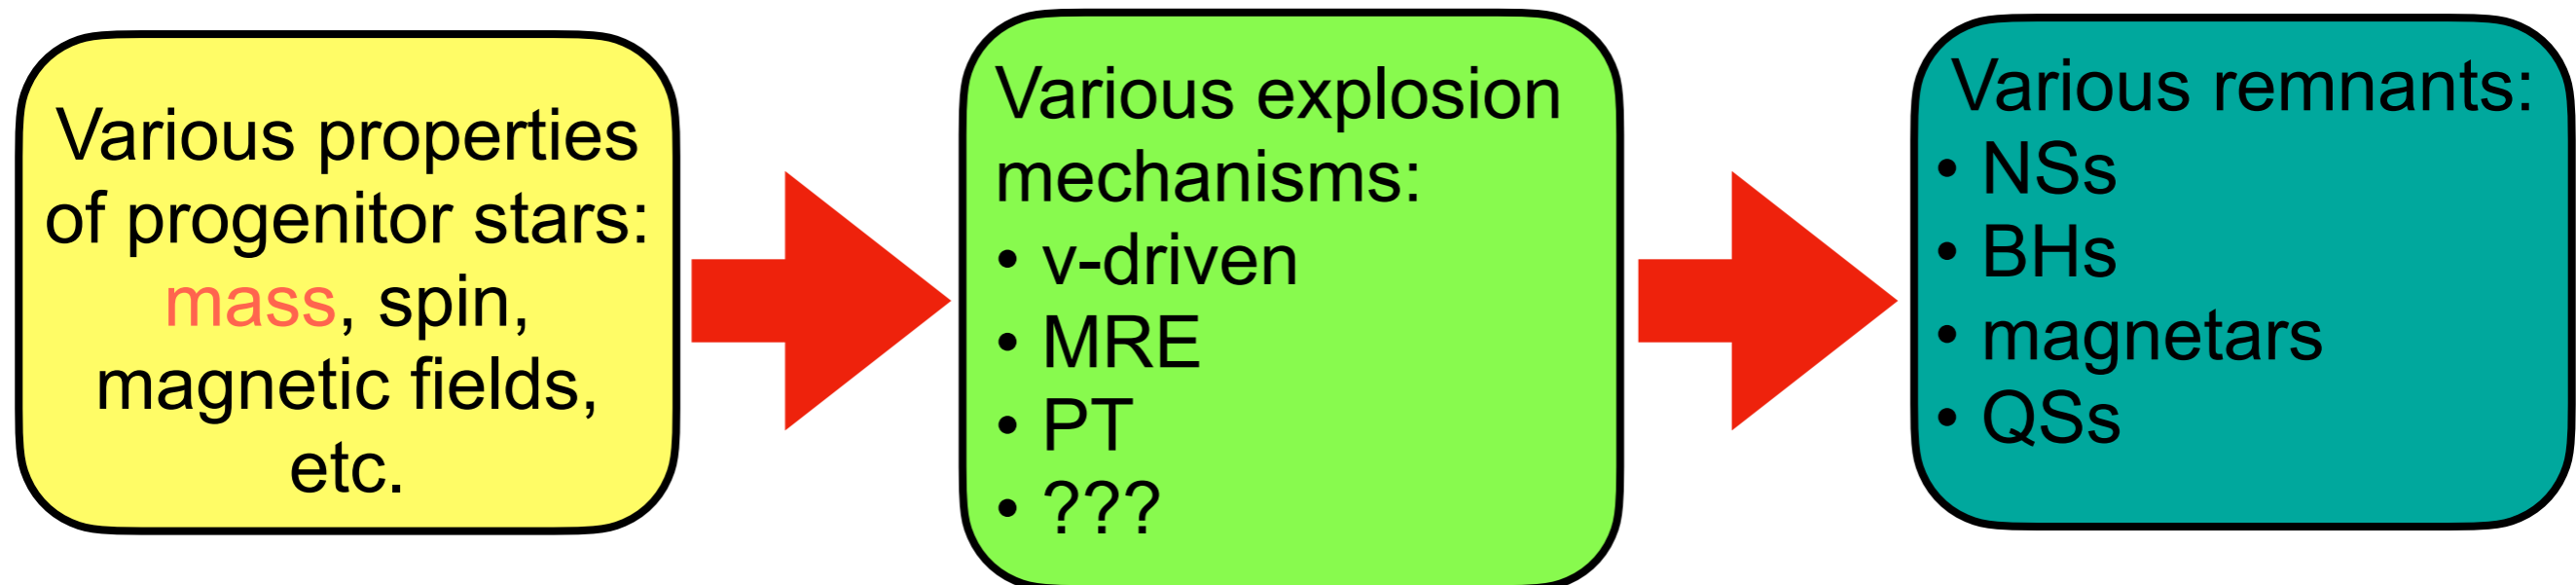 Various properties
of progenitor stars:
mass, spin,
magnetic fields,
etc.
Various explosion
mechanisms:
• ν-driven
• MRE
• PT
• ???
Various remnants:
• NSs
• BHs
• magnetars
• QSs